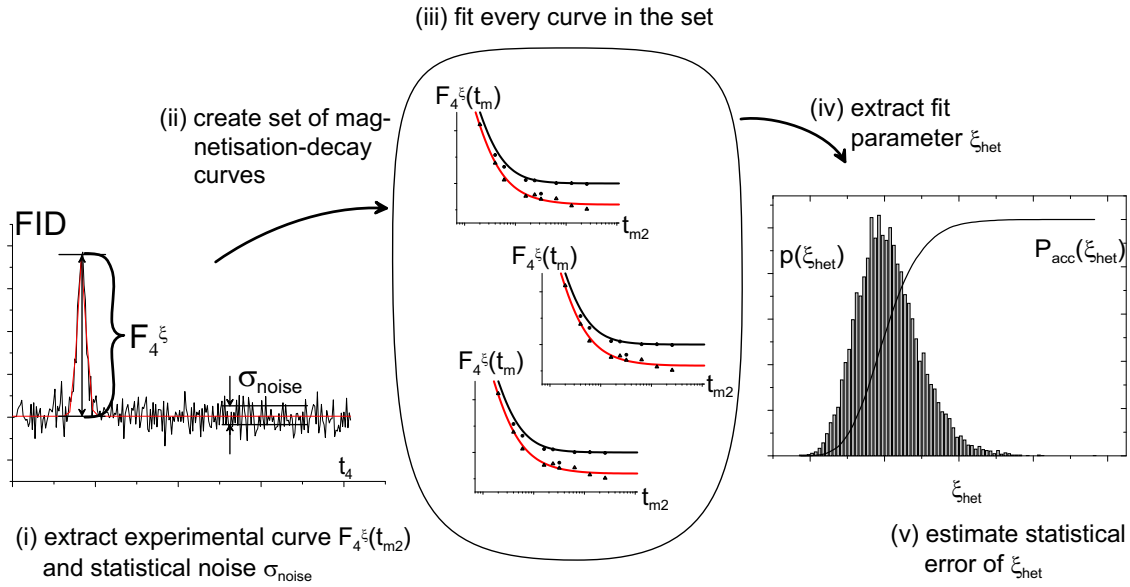 (iii) fit every curve in the set
(ii) create set of mag-
netisation-decay
curves
(iv) extract fit
parameter ξhet
F₄ξ(tm)
tm2
F₄ξ(tm)
tm2
F₄ξ(tm)
tm2
FID
F₄ξ
σnoise
t₄
p(ξhet)
Pacc(ξhet)
ξhet
(i) extract experimental curve F₄ξ(tm2)
and statistical noise σnoise
(v) estimate statistical
error of ξhet